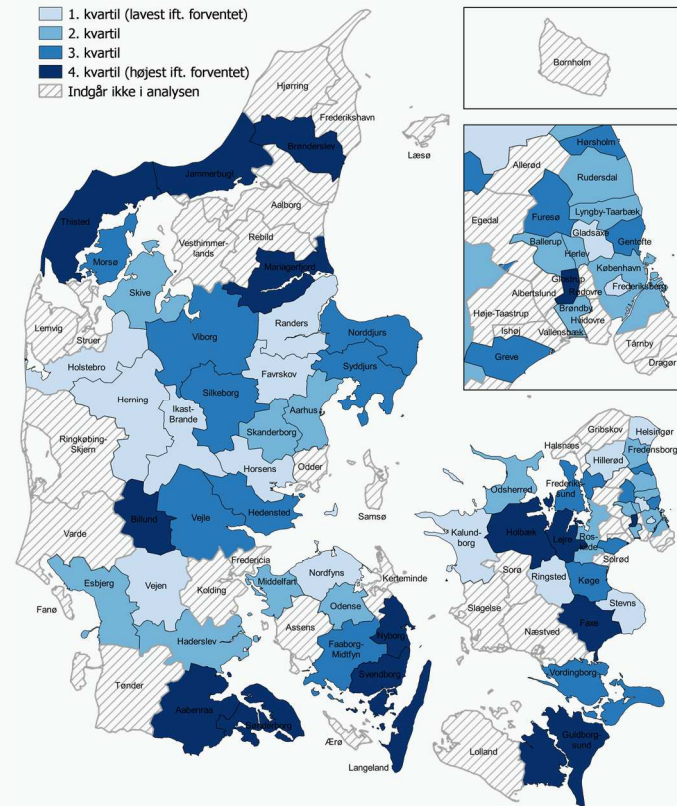 1. kvartil (lavest ift. forventet)
2. kvartil
3. kvartil
4. kvartil (højest ift. forventet)
Indgår ikke i analysen
Hjørring
Frederikshavn
Læsø
Brønderslev
Jammerbugt
Thisted
Aalborg
Vesthimmer-
lands
Rebild
Morsø
Mariagerfjord
Skive
Lemvig
Struer
Viborg
Randers
Norddjurs
Holstebro
Favrskov
Syddjurs
Herning
Silkeborg
Ikast-
Brande
Aarhus
Skanderborg
Ringkøbing-
Skjern
Odder
Horsens
Samsø
Billund
Vejle
Hedensted
Varde
Fredericia
Esbjerg
Vejen
Kolding
Middelfart
Nordfyns
Kerteminde
Fanø
Odense
Assens
Haderslev
Nyborg
Faaborg-
Midtfyn
Svendborg
Tønder
Aabenraa
Sønderborg
Ærø
Langeland
Bornholm
Hørsholm
Allerød
Rudersdal
Egedal
Furesø
Lyngby-Taarbæk
Gladsaxe
Gentofte
Ballerup
Herlev
København
Glostrup
Frederiksberg
Rødovre
Albertslund
Høje-Taastrup
Brøndby
Hvidovre
Ishøj
Vallensbæk
Tårnby
Greve
Dragør
Gribskov
Helsingør
Halsnæs
Hillerød
Fredensborg
Odsherred
Frederiks-
sund
Kalund-
borg
Holbæk
Lejre
Ros-
kilde
Solrød
Sorø
Ringsted
Køge
Stevns
Slagelse
Næstved
Faxe
Vordingborg
Guldborg-
sund
Lolland